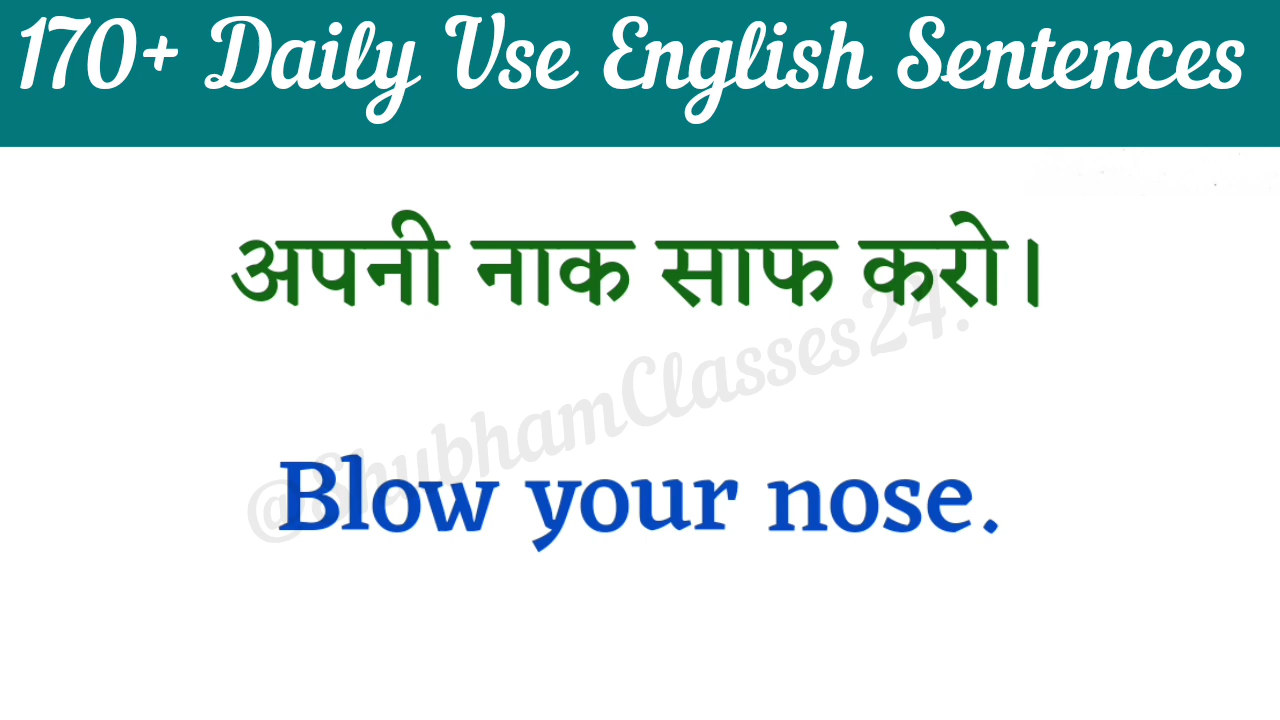 170+ Daily Use English Sentences
अपनी नाक साफ करो।
@ShubhamClasses24.
Blow your nose.